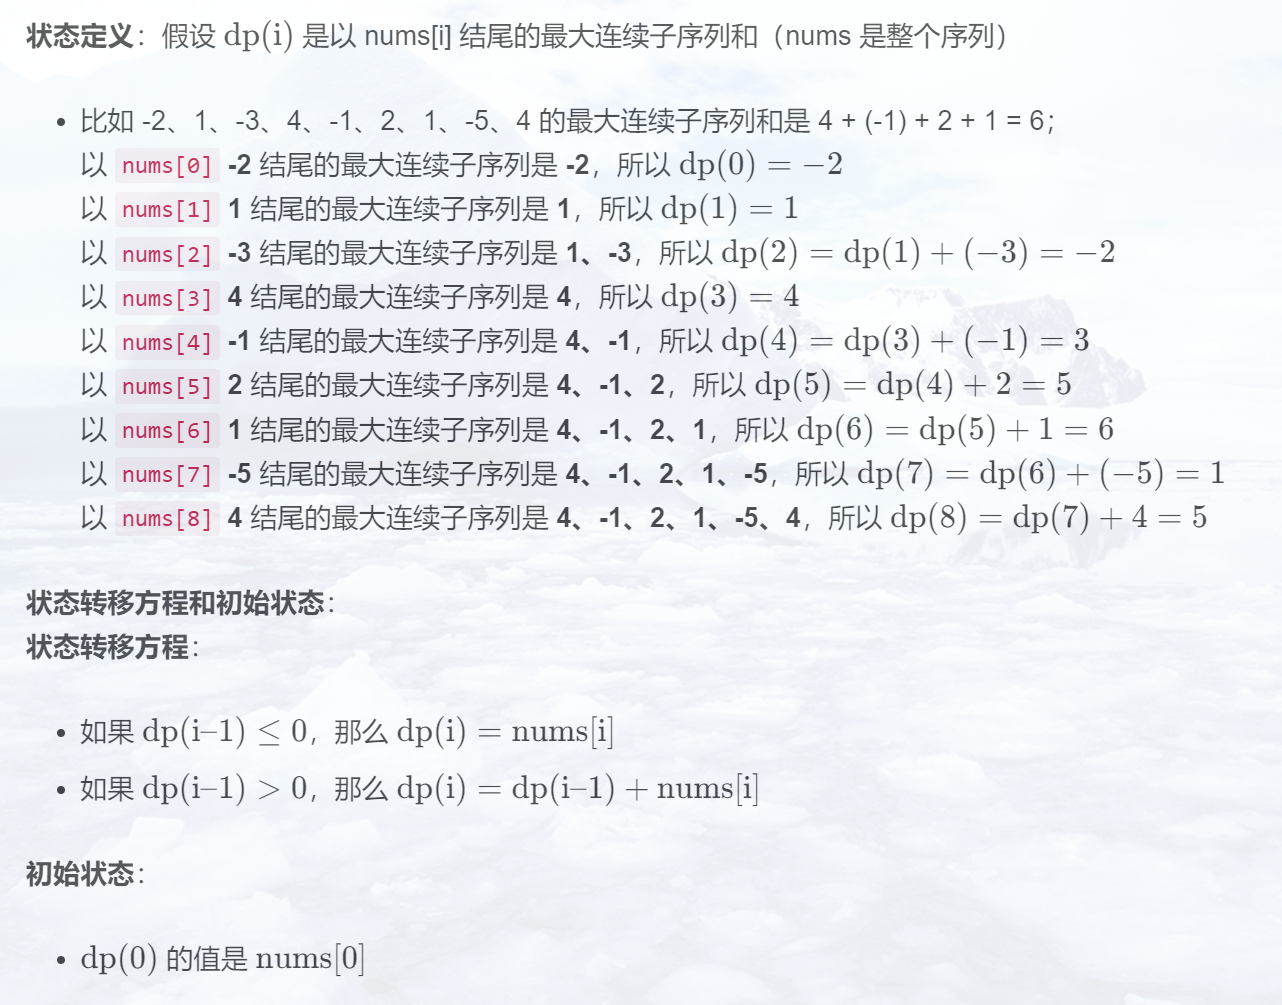 状态定义：假设 dp(i) 是以 nums[i] 结尾的最大连续子序列和（nums 是整个序列）
• 比如 -2、1、-3、4、-1、2、1、-5、4 的最大连续子序列和是 4 + (-1) + 2 + 1 = 6；
以 nums[0] -2 结尾的最大连续子序列是 -2，所以 dp(0) = −2
以 nums[1] 1 结尾的最大连续子序列是 1，所以 dp(1) = 1
以 nums[2] -3 结尾的最大连续子序列是 1、-3，所以 dp(2) = dp(1) + (−3) = −2
以 nums[3] 4 结尾的最大连续子序列是 4，所以 dp(3) = 4
以 nums[4] -1 结尾的最大连续子序列是 4、-1，所以 dp(4) = dp(3) + (−1) = 3
以 nums[5] 2 结尾的最大连续子序列是 4、-1、2，所以 dp(5) = dp(4) + 2 = 5
以 nums[6] 1 结尾的最大连续子序列是 4、-1、2、1，所以 dp(6) = dp(5) + 1 = 6
以 nums[7] -5 结尾的最大连续子序列是 4、-1、2、1、-5，所以 dp(7) = dp(6) + (−5) = 1
以 nums[8] 4 结尾的最大连续子序列是 4、-1、2、1、-5、4，所以 dp(8) = dp(7) + 4 = 5
状态转移方程和初始状态：
状态转移方程：
• 如果 dp(i–1) ≤ 0，那么 dp(i) = nums[i]
• 如果 dp(i–1) > 0，那么 dp(i) = dp(i–1) + nums[i]
初始状态：
• dp(0) 的值是 nums[0]